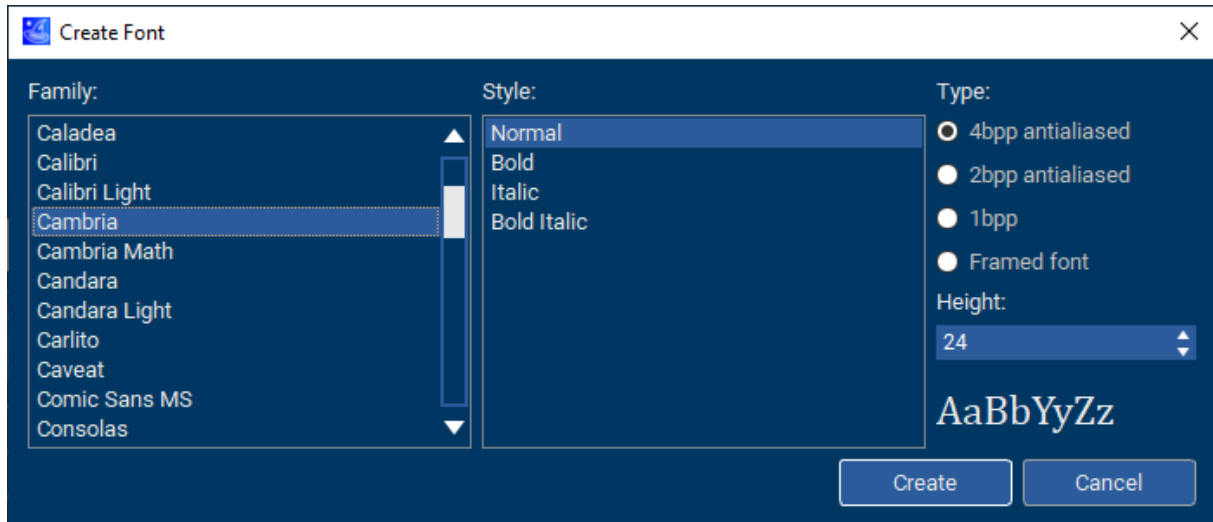 Create Font
Family:
Caladea
Calibri
Calibri Light
Cambria
Cambria Math
Candara
Candara Light
Carlito
Caveat
Comic Sans MS
Consolas
Style:
Normal
Bold
Italic
Bold Italic
Type:
4bpp antialiased
2bpp antialiased
1bpp
Framed font
Height:
24
AaBbYyZz
Create
Cancel